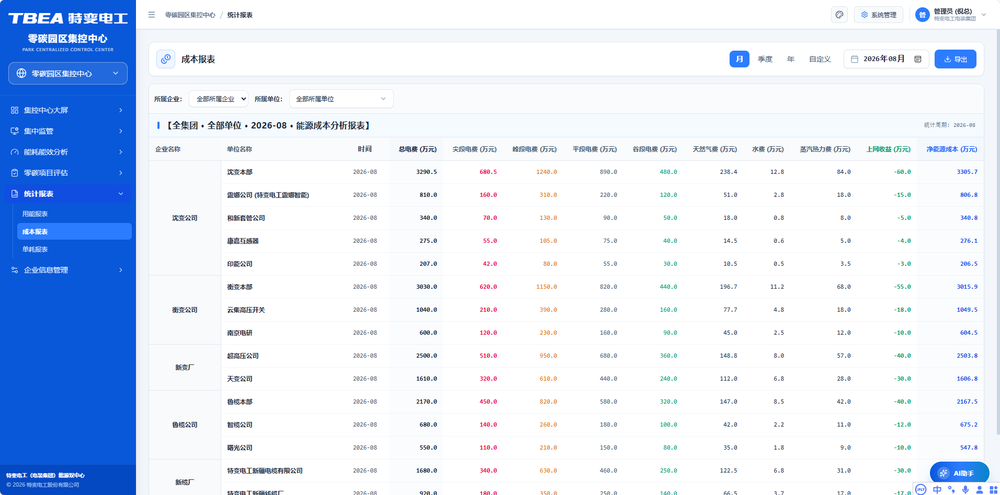 TBEA 特变电工
零碳园区集控中心
PARK CENTRALIZED CONTROL CENTER
零碳园区集控中心
集控中心大屏
集中监管
能耗能效分析
零碳项目评估
统计报表
用能报表
成本报表
单耗报表
企业信息管理
特变电工（电装集团）能源双中心
© 2026 特变电工股份有限公司
零碳园区集控中心 / 统计报表
系统管理
管
管理员 (倪总)
特变电工电装集团
成本报表
月 季度 年 自定义 2026年08月 导出
所属企业： 全部所属企业 所属单位： 全部所属单位
【全集团 • 全部单位 • 2026-08 • 能源成本分析报表】 统计周期: 2026-08
企业名称 单位名称 时间 总电费 (万元) 尖段电费 (万元) 峰段电费 (万元) 平段电费 (万元) 谷段电费 (万元) 天然气费 (万元) 水费 (万元) 蒸汽热力费 (万元) 上网收益 (万元) 净能源成本 (万元)
沈变本部 2026-08 3290.5 680.5 1240.0 890.0 480.0 238.4 12.8 84.0 -60.0 3305.7
露娜公司 (特变电工露娜智能) 2026-08 810.0 160.0 310.0 220.0 120.0 51.0 2.8 18.0 -15.0 806.8
沈变公司 和新套管公司 2026-08 340.0 70.0 130.0 90.0 50.0 18.0 0.8 8.0 -5.0 340.8
康嘉互感器 2026-08 275.0 55.0 105.0 75.0 40.0 14.5 0.6 5.0 -4.0 276.1
印能公司 2026-08 207.0 42.0 80.0 55.0 30.0 10.5 0.5 3.5 -3.0 206.5
衡变本部 2026-08 3030.0 620.0 1150.0 820.0 440.0 196.7 11.2 68.0 -55.0 3015.9
衡变公司 云集高压开关 2026-08 1040.0 210.0 390.0 280.0 160.0 77.7 4.8 18.0 -18.0 1049.5
南京电研 2026-08 600.0 120.0 230.0 160.0 90.0 45.0 2.5 12.0 -10.0 604.5
新变厂 超高压公司 2026-08 2500.0 510.0 950.0 680.0 360.0 148.8 8.0 57.0 -40.0 2503.8
天变公司 2026-08 1610.0 320.0 610.0 440.0 240.0 112.0 6.8 28.0 -30.0 1606.8
鲁缆本部 2026-08 2170.0 450.0 820.0 580.0 320.0 147.0 8.5 42.0 -40.0 2167.5
鲁缆公司 智缆公司 2026-08 680.0 140.0 260.0 180.0 100.0 42.0 2.2 11.0 -12.0 675.2
曙光公司 2026-08 550.0 110.0 210.0 150.0 80.0 35.0 1.8 9.0 -10.0 547.8
新缆厂 特变电工新疆电缆有限公司 2026-08 1680.0 340.0 630.0 460.0 250.0 122.5 6.8 31.0 -30.0
特变电工新疆线缆厂 2026-08 920.0 180.0 350.0 250.0 140.0 66.5 3.7 17.0 -17.0
AI助手
iFLY 中